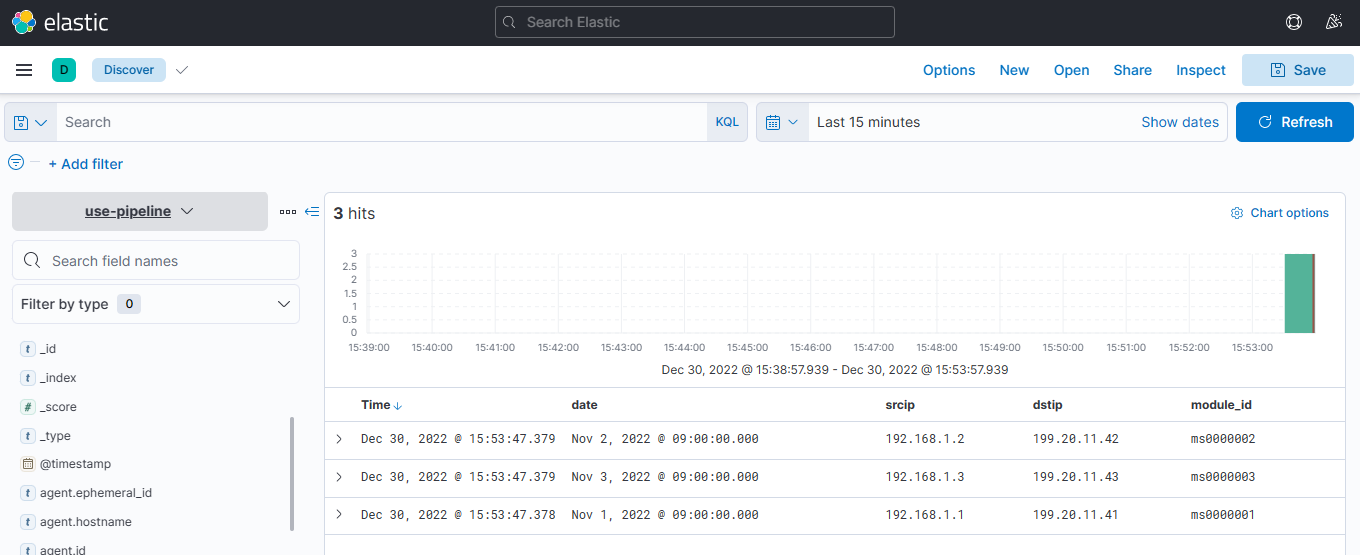 elastic
Search Elastic
D Discover Options New Open Share Inspect Save
Search KQL Last 15 minutes Show dates Refresh
+ Add filter
use-pipeline
Search field names
Filter by type 0
t _id
t _index
# _score
t _type
@timestamp
t agent.ephemeral_id
t agent.hostname
t agent.id
3 hits Chart options
3
2.5
2
1.5
1
0.5
0
15:39:00 15:40:00 15:41:00 15:42:00 15:43:00 15:44:00 15:45:00 15:46:00 15:47:00 15:48:00 15:49:00 15:50:00 15:51:00 15:52:00 15:53:00
Dec 30, 2022 @ 15:38:57.939 - Dec 30, 2022 @ 15:53:57.939
Time date srcip dstip module_id
Dec 30, 2022 @ 15:53:47.379 Nov 2, 2022 @ 09:00:00.000 192.168.1.2 199.20.11.42 ms0000002
Dec 30, 2022 @ 15:53:47.379 Nov 3, 2022 @ 09:00:00.000 192.168.1.3 199.20.11.43 ms0000003
Dec 30, 2022 @ 15:53:47.378 Nov 1, 2022 @ 09:00:00.000 192.168.1.1 199.20.11.41 ms0000001